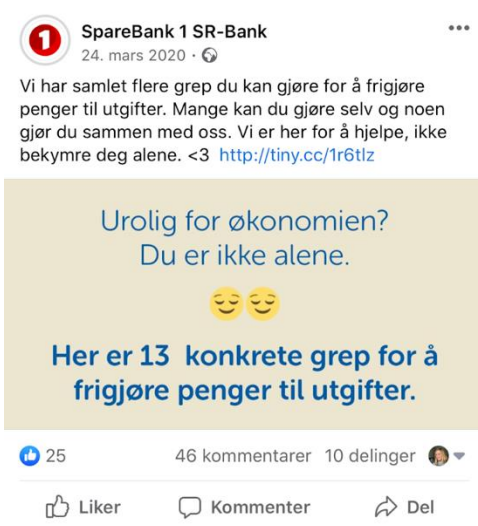 1
SpareBank 1 SR-Bank
24. mars 2020 ·
Vi har samlet flere grep du kan gjøre for å frigjøre
penger til utgifter. Mange kan du gjøre selv og noen
gjør du sammen med oss. Vi er her for å hjelpe, ikke
bekymre deg alene. <3 http://tiny.cc/1r6tlz
Urolig for økonomien?
Du er ikke alene.
Her er 13 konkrete grep for å
frigjøre penger til utgifter.
25 46 kommentarer 10 delinger
Liker Kommenter Del